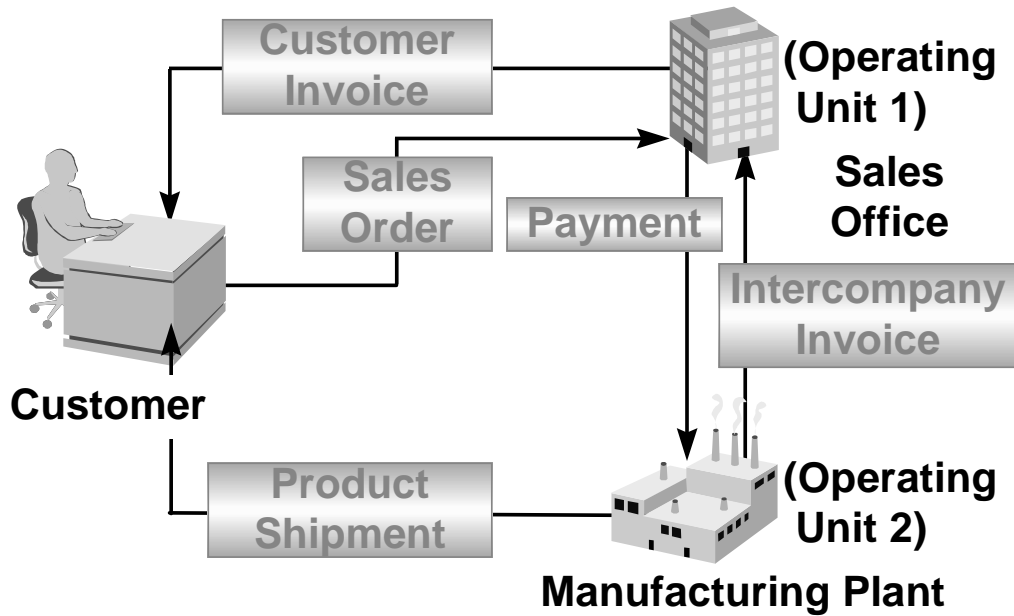 Customer
Invoice
(Operating
Unit 1)
Sales
Office
Sales
Order
Payment
Intercompany
Invoice
Customer
Product
Shipment
(Operating
Unit 2)
Manufacturing Plant